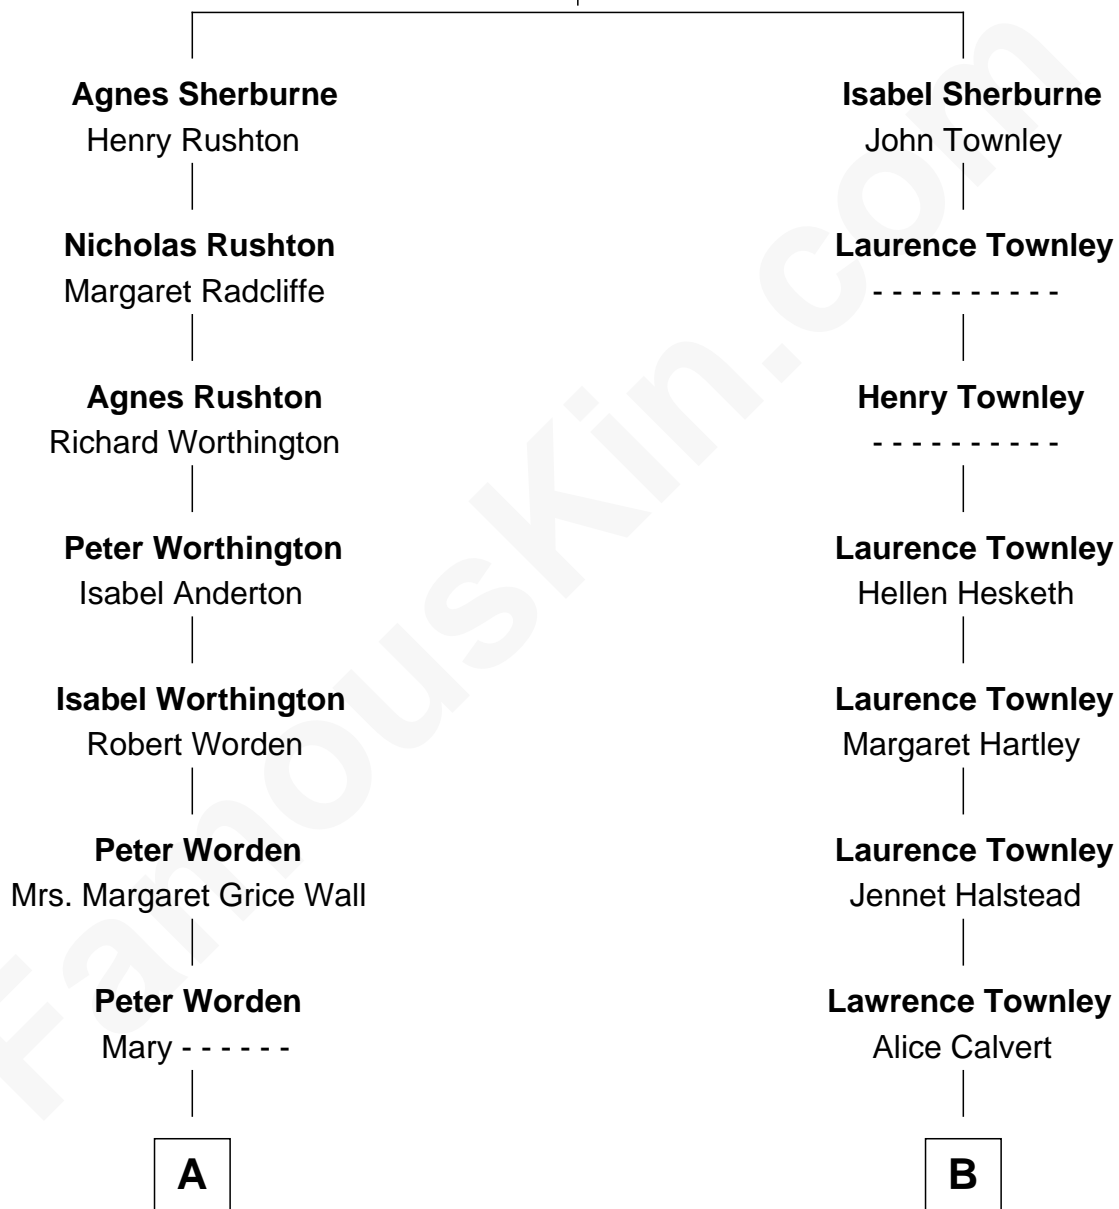 Agnes Sherburne
Henry Rushton
Nicholas Rushton
Margaret Radcliffe
Agnes Rushton
Richard Worthington
Peter Worthington
Isabel Anderton
Isabel Worthington
Robert Worden
Peter Worden
Mrs. Margaret Grice Wall
Peter Worden
Mary - - - - - -
A
Isabel Sherburne
John Townley
Laurence Townley
- - - - - - - - - -
Henry Townley
- - - - - - - - - -
Laurence Townley
Hellen Hesketh
Laurence Townley
Margaret Hartley
Laurence Townley
Jennet Halstead
Lawrence Townley
Alice Calvert
B
FamousKin.com